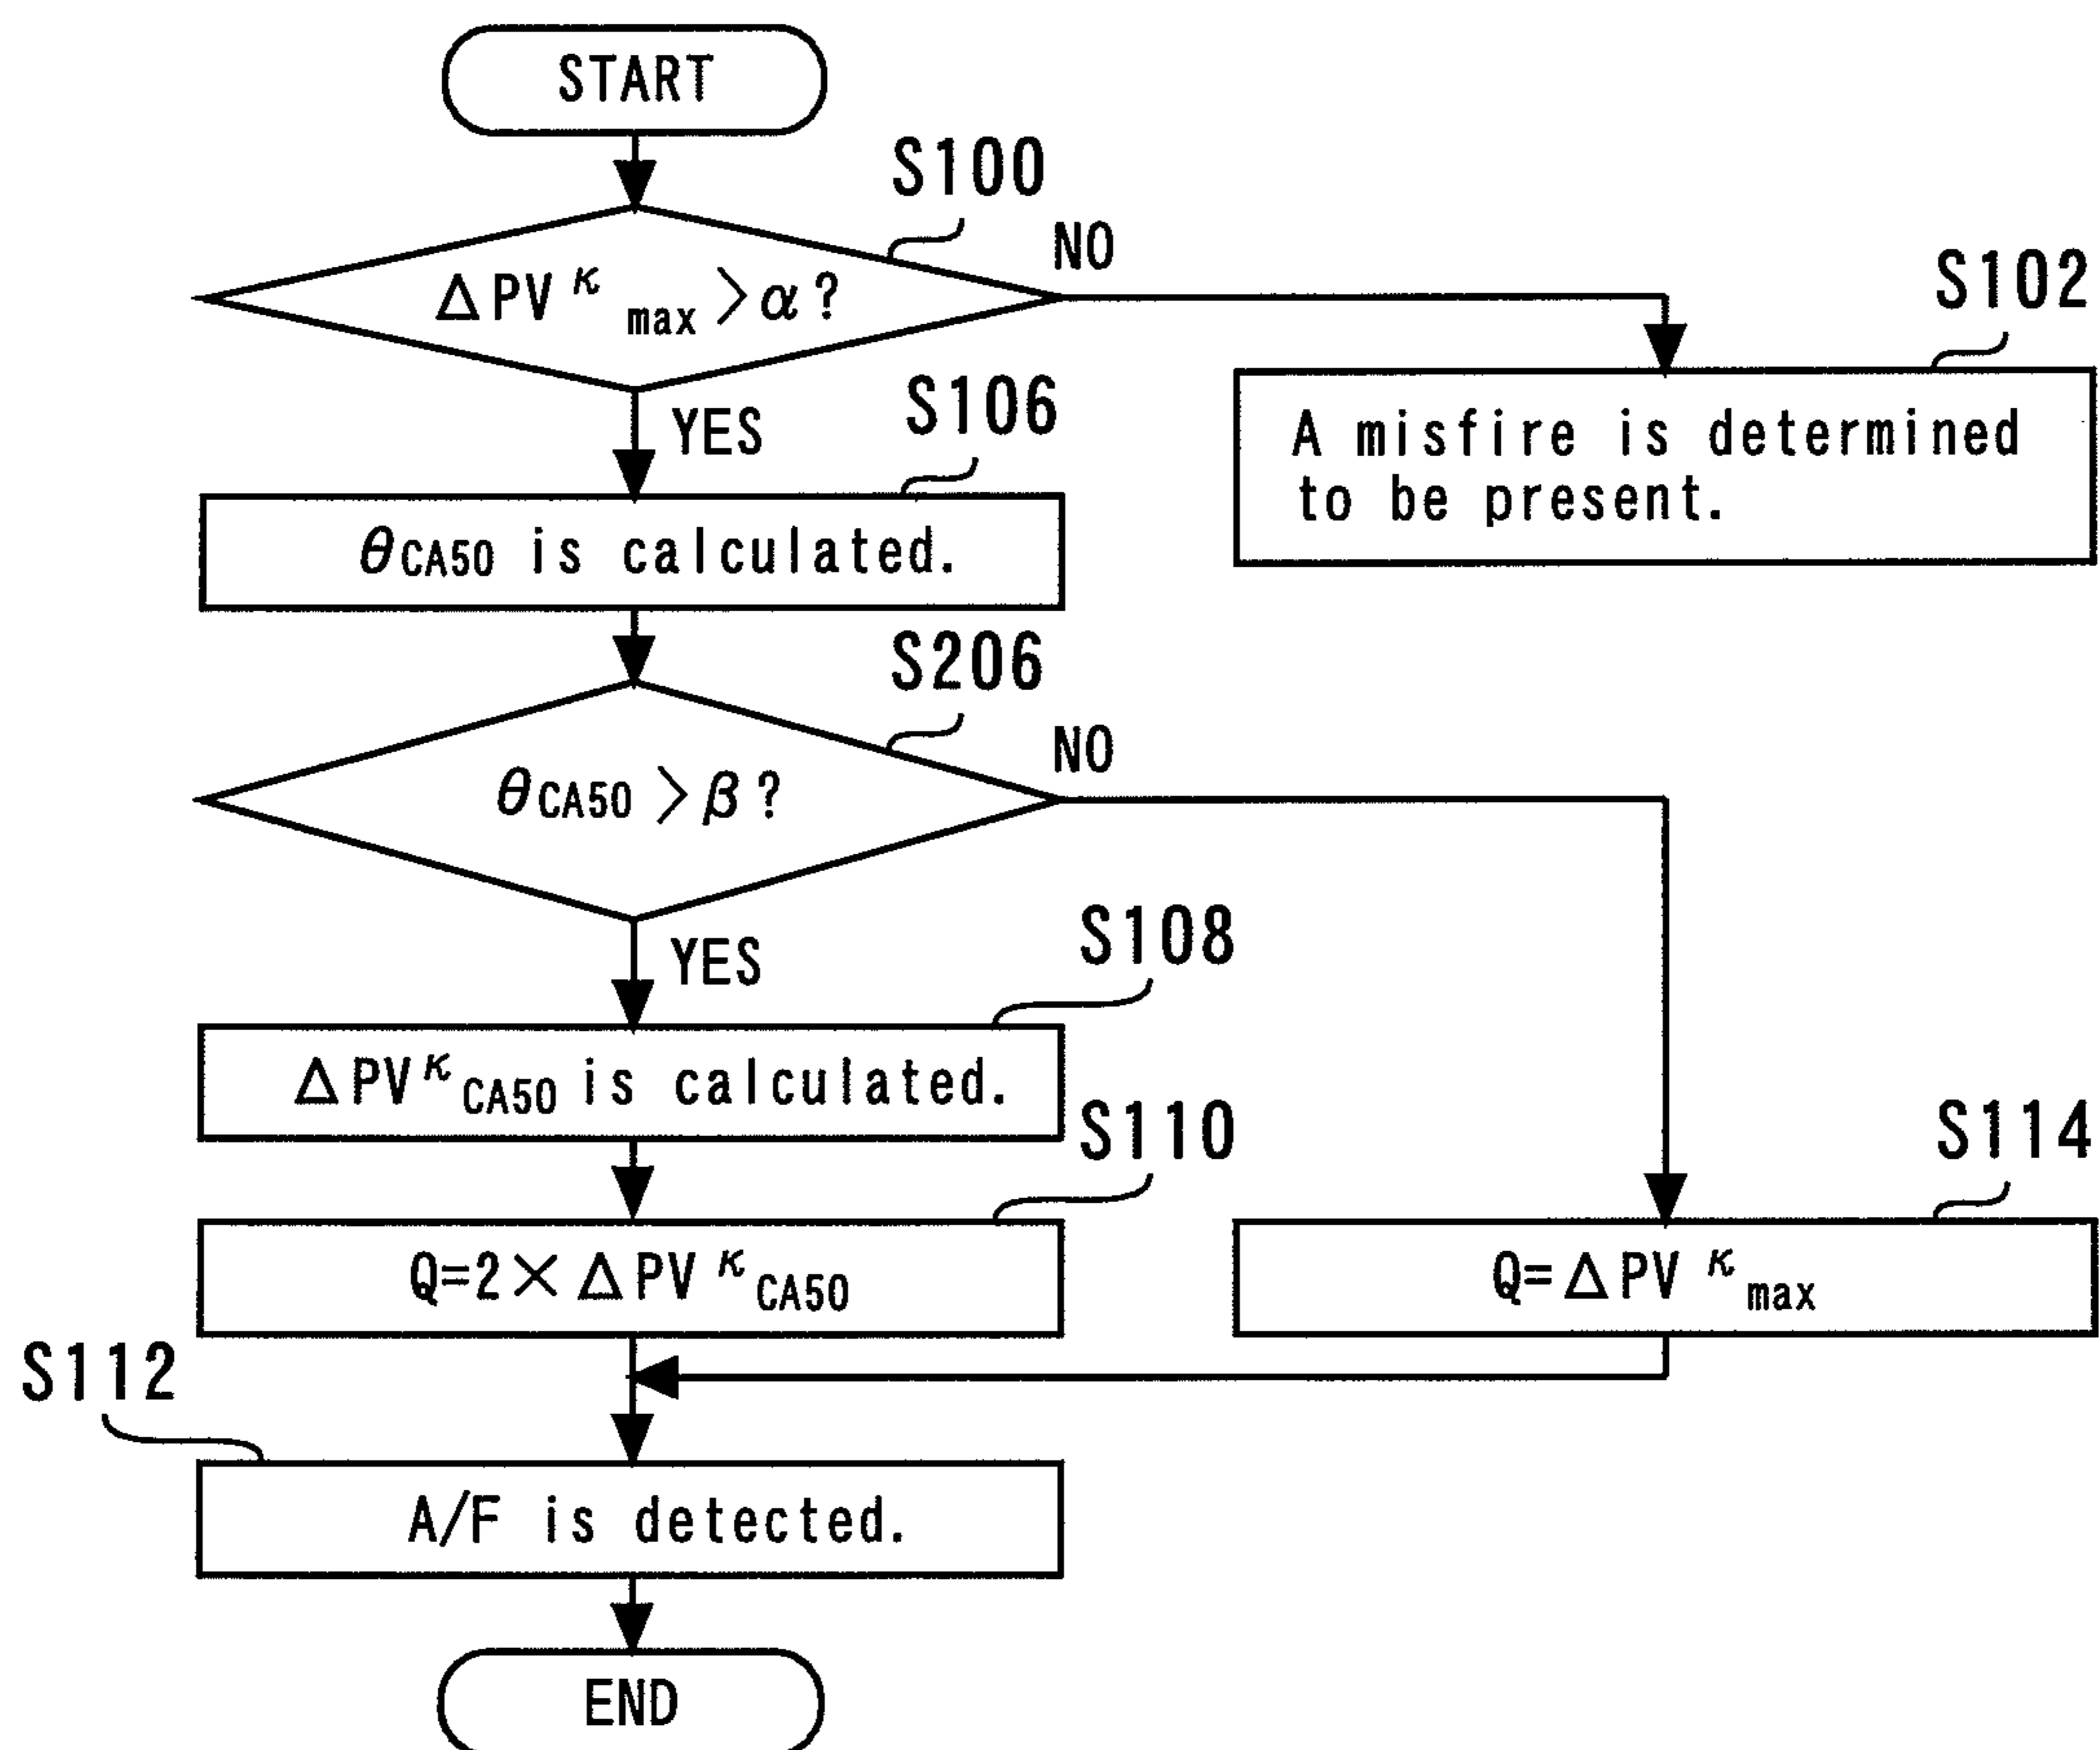 START
S100
ΔPV^κ max > α ?
NO
S102
A misfire is determined
to be present.
YES
S106
θCA50 is calculated.
S206
θCA50 > β ?
NO
YES
S108
ΔPV^κ CA50 is calculated.
S110
Q=2×ΔPV^κ CA50
S114
Q=ΔPV^κ max
S112
A/F is detected.
END